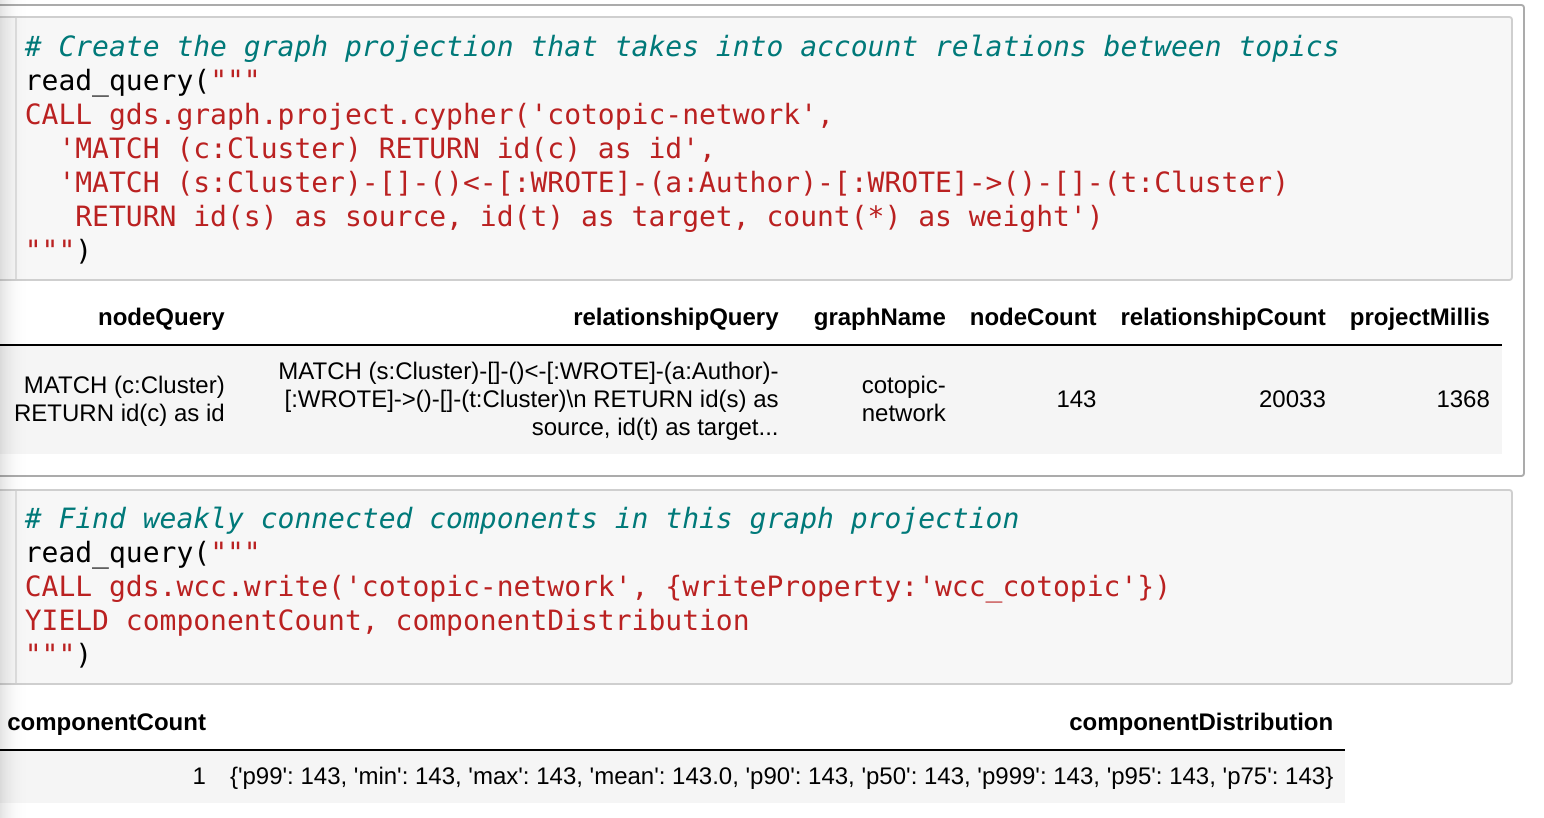 # Create the graph projection that takes into account relations between topics
read_query("""
CALL gds.graph.project.cypher('cotopic-network',
  'MATCH (c:Cluster) RETURN id(c) as id',
  'MATCH (s:Cluster)-[]-()<-[:WROTE]-(a:Author)-[:WROTE]->()-[]-(t:Cluster)
   RETURN id(s) as source, id(t) as target, count(*) as weight')
""")
nodeQuery relationshipQuery graphName nodeCount relationshipCount projectMillis
MATCH (c:Cluster)
RETURN id(c) as id
MATCH (s:Cluster)-[]-()<-[:WROTE]-(a:Author)-
[:WROTE]->()-[]-(t:Cluster)\n RETURN id(s) as
source, id(t) as target...
cotopic-
network
143
20033
1368
# Find weakly connected components in this graph projection
read_query("""
CALL gds.wcc.write('cotopic-network', {writeProperty:'wcc_cotopic'})
YIELD componentCount, componentDistribution
""")
componentCount componentDistribution
1 {'p99': 143, 'min': 143, 'max': 143, 'mean': 143.0, 'p90': 143, 'p50': 143, 'p999': 143, 'p95': 143, 'p75': 143}